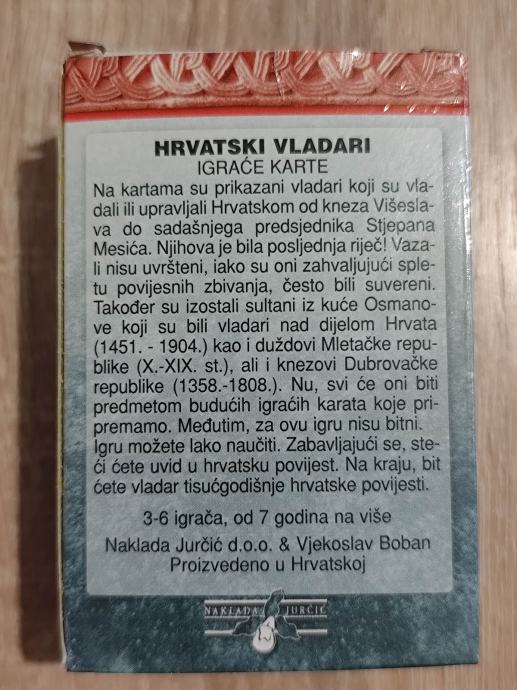 HRVATSKI VLADARI
IGRAĆE KARTE
Na kartama su prikazani vladari koji su vla-
dali ili upravljali Hrvatskom od kneza Višesla-
va do sadašnjega predsjednika Stjepana
Mesića. Njihova je bila posljednja riječ! Vaza-
li nisu uvršteni, iako su oni zahvaljujući sple-
tu povijesnih zbivanja, često bili suvereni.
Također su izostali sultani iz kuće Osmano-
ve koji su bili vladari nad dijelom Hrvata
(1451. - 1904.) kao i duždovi Mletačke repu-
blike (X.-XIX. st.), ali i knezovi Dubrovačke
republike (1358.-1808.). Nu, svi će oni biti
predmetom budućih igraćih karata koje pri-
premamo. Međutim, za ovu igru nisu bitni.
Igru možete lako naučiti. Zabavljajući se, ste-
ći ćete uvid u hrvatsku povijest. Na kraju, bit
ćete vladar tisućgodišnje hrvatske povijesti.
3-6 igrača, od 7 godina na više
Naklada Jurčić d.o.o. & Vjekoslav Boban
Proizvedeno u Hrvatskoj
NAKLADA JURČIĆ